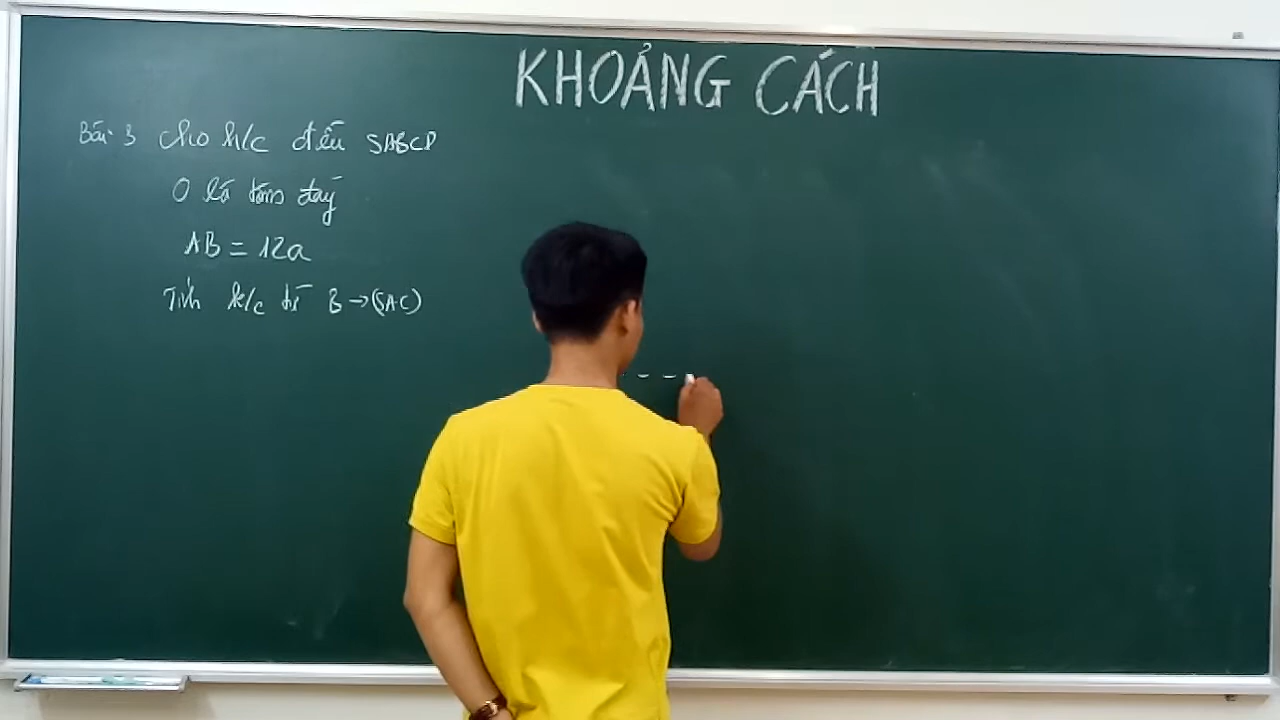 KHOẢNG CÁCH
Bài 3 Cho h/c đều SABCD
O là tâm đáy
AB = 12a
Tính k/c từ B → (SAC)